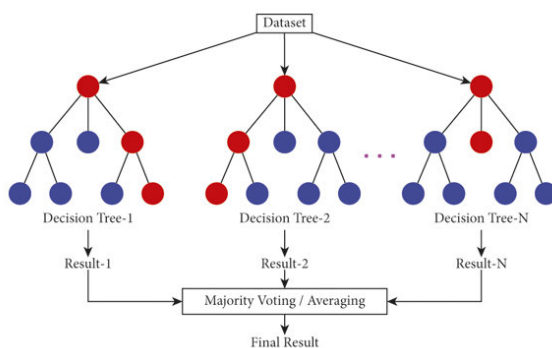 Dataset
Decision Tree-1
Decision Tree-2
Decision Tree-N
Result-1
Result-2
Result-N
Majority Voting / Averaging
Final Result